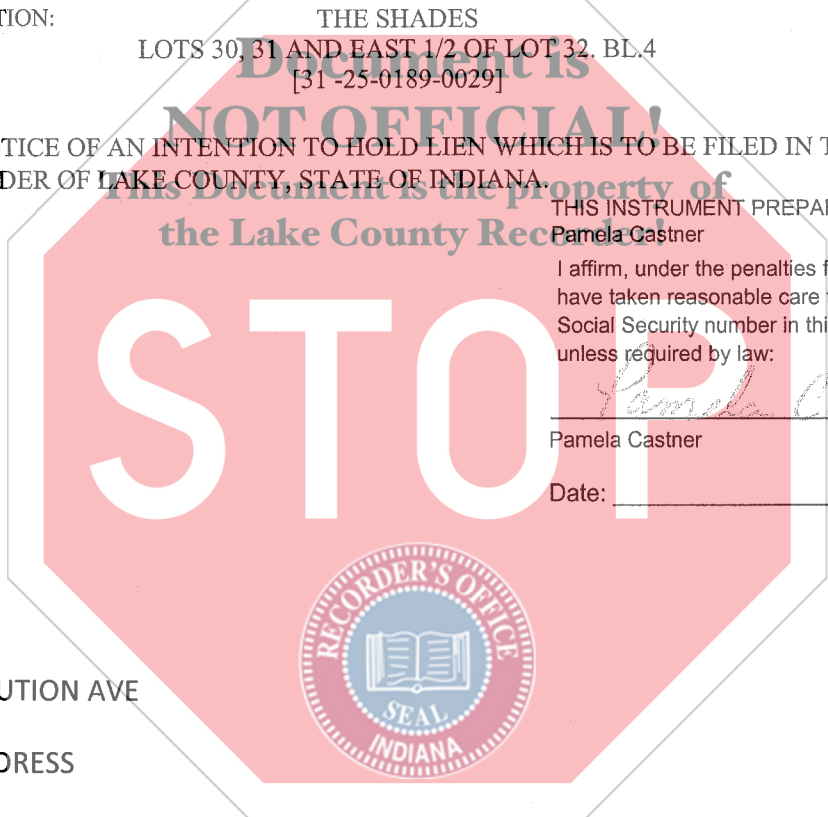 TION:
THE SHADES
LOTS 30, 31 AND EAST 1/2 OF LOT 32. BL.4
[31 -25-0189-0029]
Document is
NOT OFFICIAL!
TICE OF AN INTENTION TO HOLD LIEN WHICH IS TO BE FILED IN T
DER OF LAKE COUNTY, STATE OF INDIANA.
This Document is the property of
the Lake County Recorder!
THIS INSTRUMENT PREPAR
Pamela Castner
I affirm, under the penalties f
have taken reasonable care
Social Security number in thi
unless required by law:
Pamela C
Pamela Castner
Date:
STOP
RECORDER'S OFFICE
SEAL
INDIANA
UTION AVE
DRESS